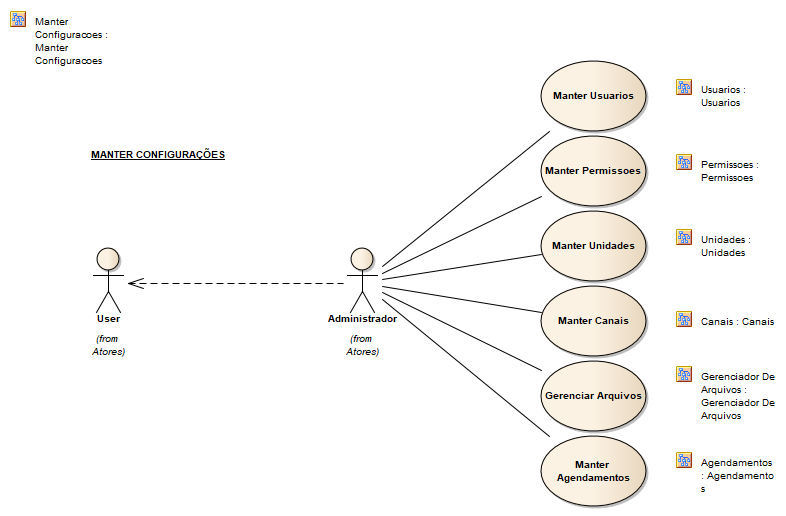 Manter
Configuracoes :
Manter
Configuracoes
MANTER CONFIGURAÇÕES
User
(from
Atores)
Administrador
(from
Atores)
Manter Usuarios
Usuarios :
Usuarios
Manter Permissoes
Permissoes :
Permissoes
Manter Unidades
Unidades :
Unidades
Manter Canais
Canais : Canais
Gerenciar Arquivos
Gerenciador De
Arquivos :
Gerenciador De
Arquivos
Manter
Agendamentos
Agendamentos
: Agendamento
s